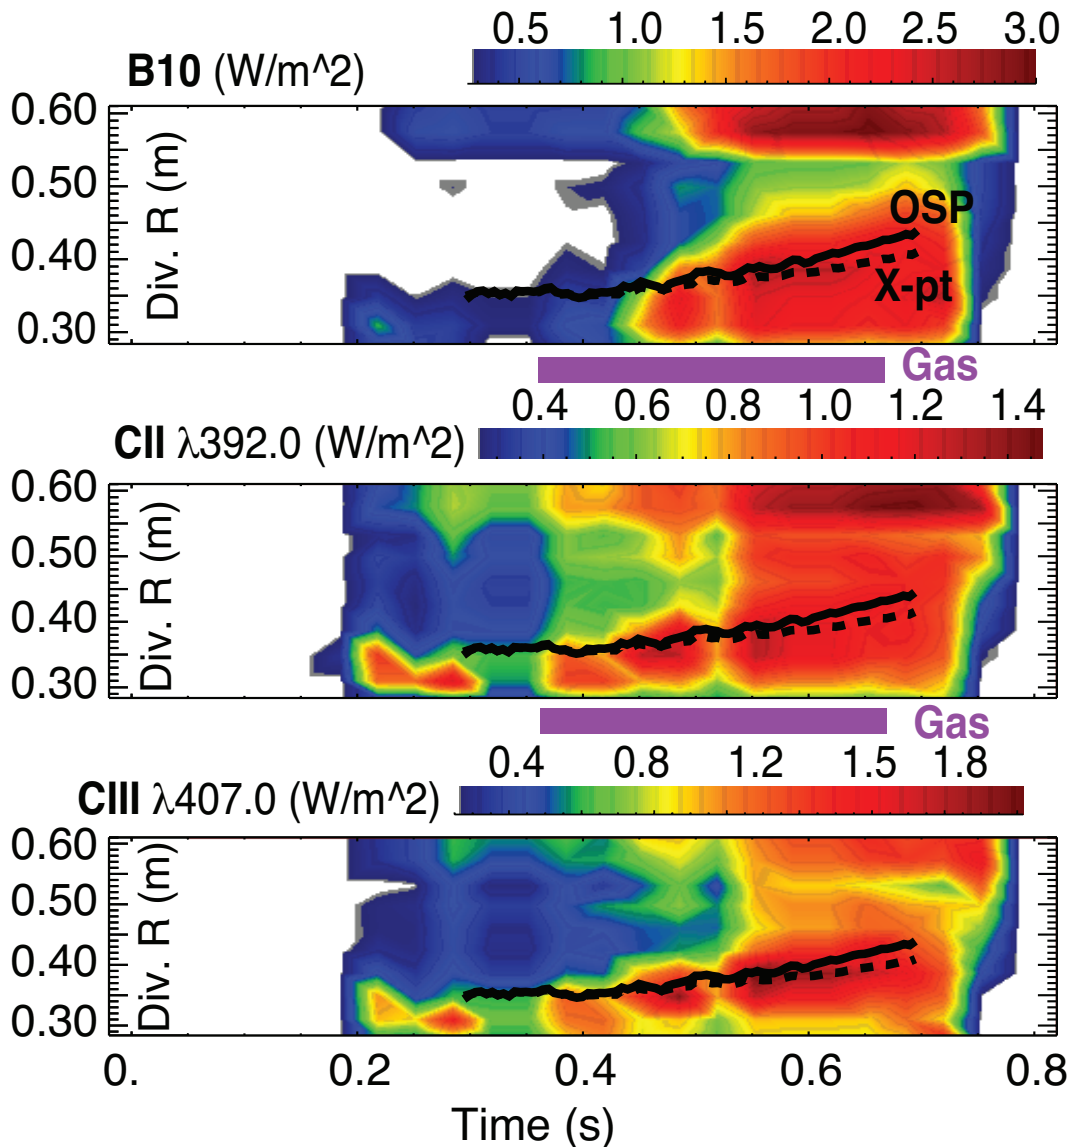 0.5 1.0 1.5 2.0 2.5 3.0
B10 (W/m^2)
0.60
0.50
0.40
0.30
Div. R (m)
OSP
X-pt
Gas
0.4 0.6 0.8 1.0 1.2 1.4
CII λ392.0 (W/m^2)
0.60
0.50
0.40
0.30
Div. R (m)
Gas
0.4 0.8 1.2 1.5 1.8
CIII λ407.0 (W/m^2)
0.60
0.50
0.40
0.30
Div. R (m)
0. 0.2 0.4 0.6 0.8
Time (s)